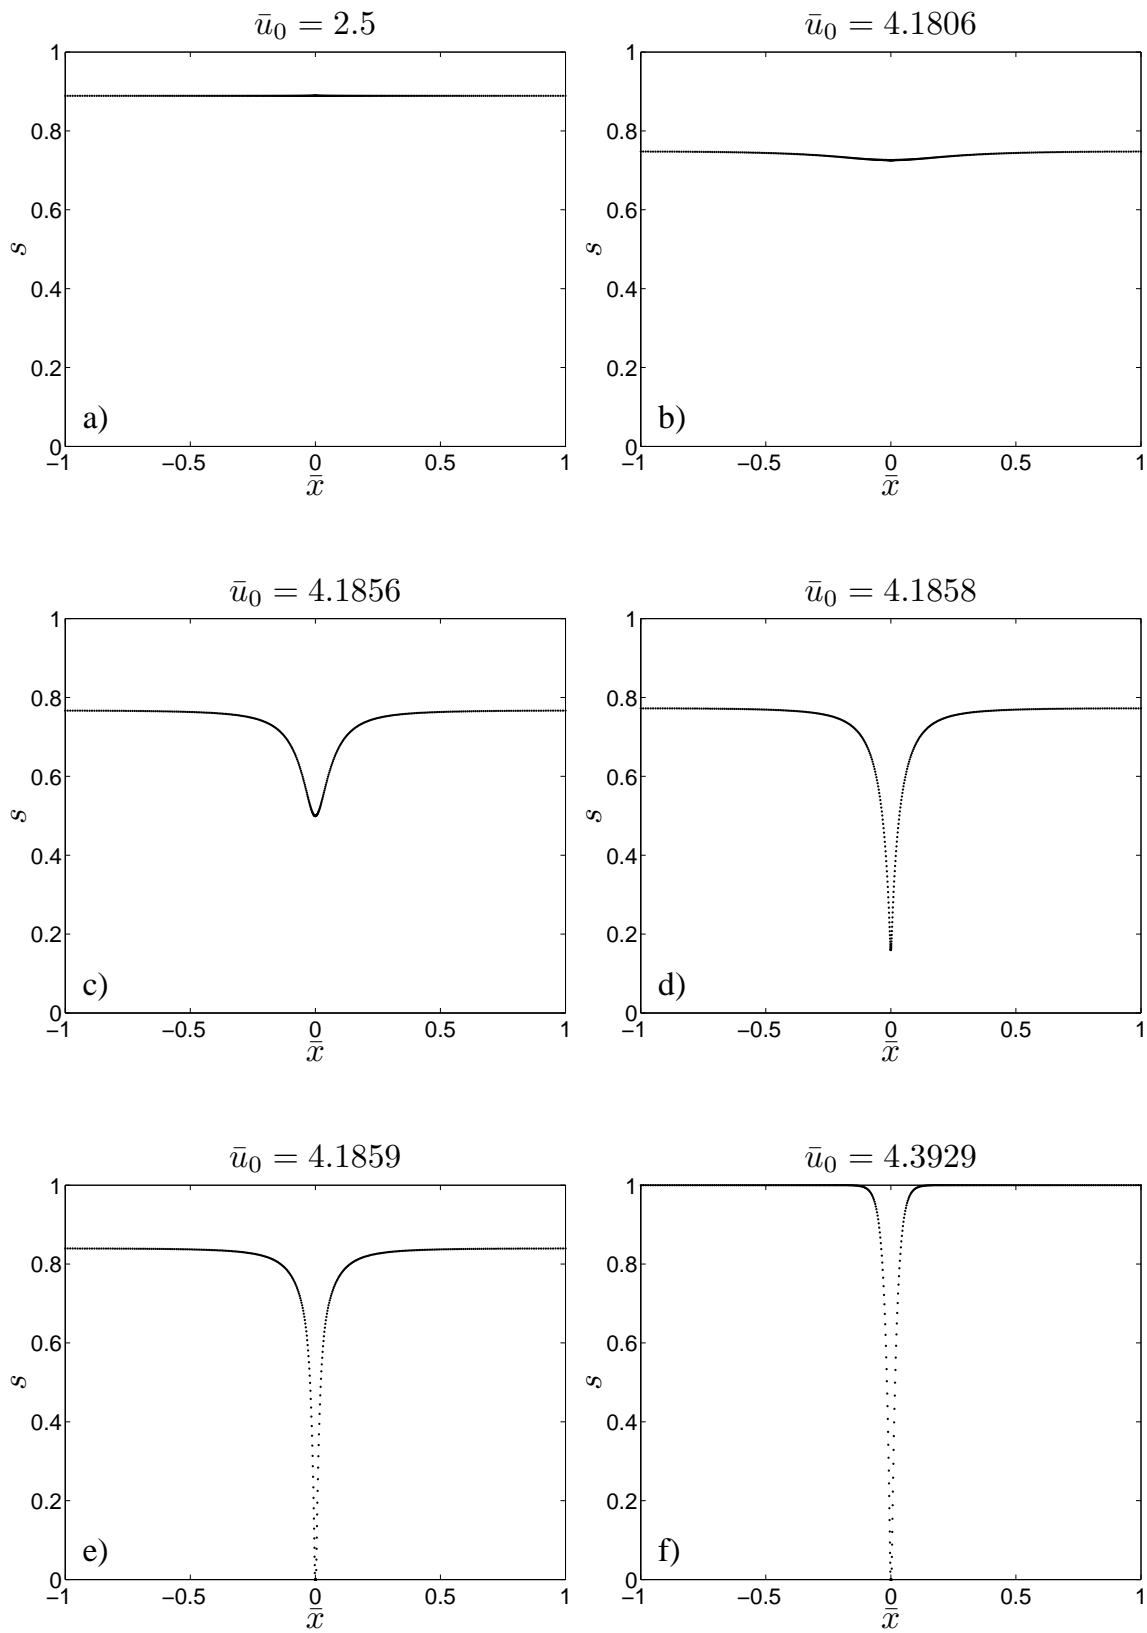 ū₀ = 2.5
ū₀ = 4.1806
1
0.8
0.6
s
0.4
0.2
a)
0
−1 −0.5 0 0.5 1
x̄
1
0.8
0.6
s
0.4
0.2
b)
0
−1 −0.5 0 0.5 1
x̄
ū₀ = 4.1856
ū₀ = 4.1858
1
0.8
0.6
s
0.4
0.2
c)
0
−1 −0.5 0 0.5 1
x̄
1
0.8
0.6
s
0.4
0.2
d)
0
−1 −0.5 0 0.5 1
x̄
ū₀ = 4.1859
ū₀ = 4.3929
1
0.8
0.6
s
0.4
0.2
e)
0
−1 −0.5 0 0.5 1
x̄
1
0.8
0.6
s
0.4
0.2
f)
0
−1 −0.5 0 0.5 1
x̄